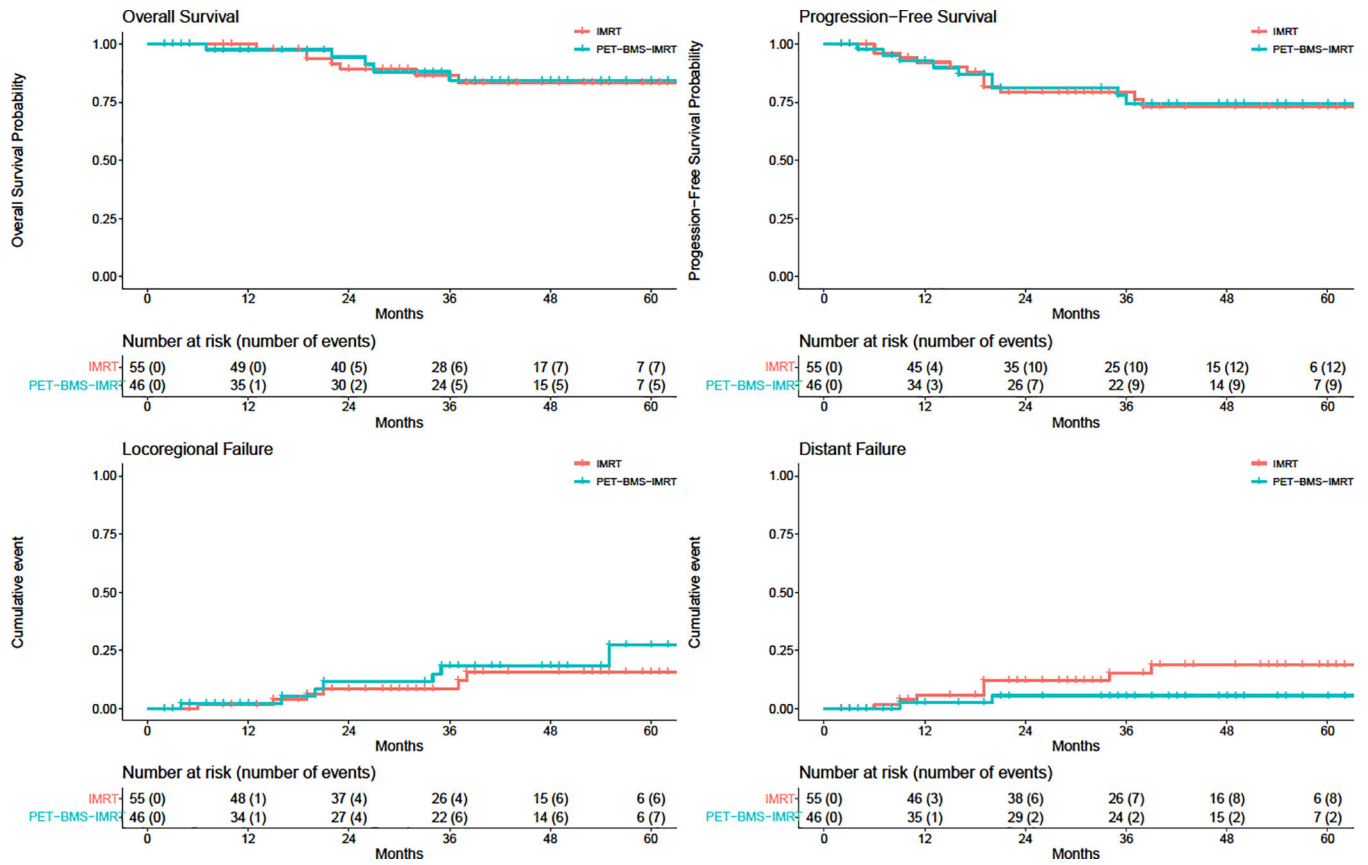 Overall Survival
IMRT
PET-BMS-IMRT
Overall Survival Probability
1.00
0.75
0.50
0.25
0.00
0 12 24 36 48 60
Months
Number at risk (number of events)
IMRT 55 (0) 49 (0) 40 (5) 28 (6) 17 (7) 7 (7)
PET-BMS-IMRT 46 (0) 35 (1) 30 (2) 24 (5) 15 (5) 7 (5)
0 12 24 36 48 60
Months
Progression-Free Survival
IMRT
PET-BMS-IMRT
Progession-Free Survival Probability
1.00
0.75
0.50
0.25
0.00
0 12 24 36 48 60
Months
Number at risk (number of events)
IMRT 55 (0) 45 (4) 35 (10) 25 (10) 15 (12) 6 (12)
PET-BMS-IMRT 46 (0) 34 (3) 26 (7) 22 (9) 14 (9) 7 (9)
0 12 24 36 48 60
Months
Locoregional Failure
IMRT
PET-BMS-IMRT
Cumulative event
1.00
0.75
0.50
0.25
0.00
0 12 24 36 48 60
Months
Number at risk (number of events)
IMRT 55 (0) 48 (1) 37 (4) 26 (4) 15 (6) 6 (6)
PET-BMS-IMRT 46 (0) 34 (1) 27 (4) 22 (6) 14 (6) 6 (7)
0 12 24 36 48 60
Months
Distant Failure
IMRT
PET-BMS-IMRT
Cumulative event
1.00
0.75
0.50
0.25
0.00
0 12 24 36 48 60
Months
Number at risk (number of events)
IMRT 55 (0) 46 (3) 38 (6) 26 (7) 16 (8) 6 (8)
PET-BMS-IMRT 46 (0) 35 (1) 29 (2) 24 (2) 15 (2) 7 (2)
0 12 24 36 48 60
Months